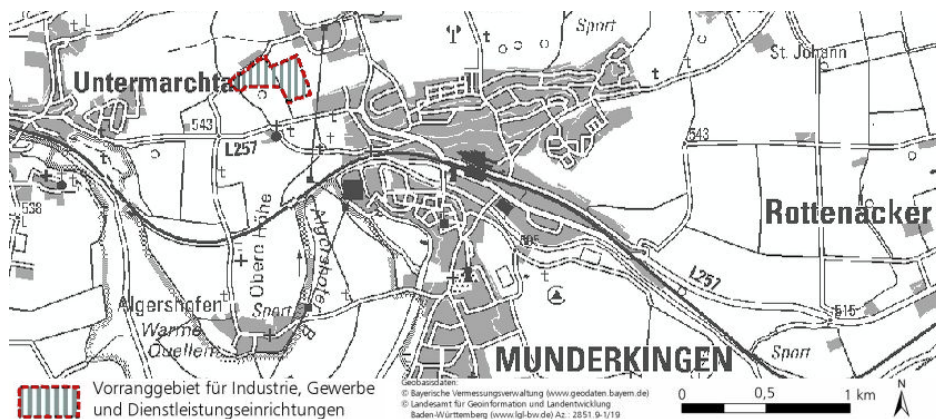 Sport
St. Johann
Untermarchtal
543
L257
543
538
Rottenacker
Obere Höhe
Algershofer B.
505
L257
Algershofen
Sport
515
Warme
Quellen
MUNDERKINGEN
Sport
Vorranggebiet für Industrie, Gewerbe
und Dienstleistungseinrichtungen
Geobasisdaten:
© Bayerische Vermessungsverwaltung (www.geodaten.bayern.de)
© Landesamt für Geoinformation und Landentwicklung
Baden-Württemberg (www.lgl-bw.de) Az.: 2851.9-1/19
0 0,5 1 km
N